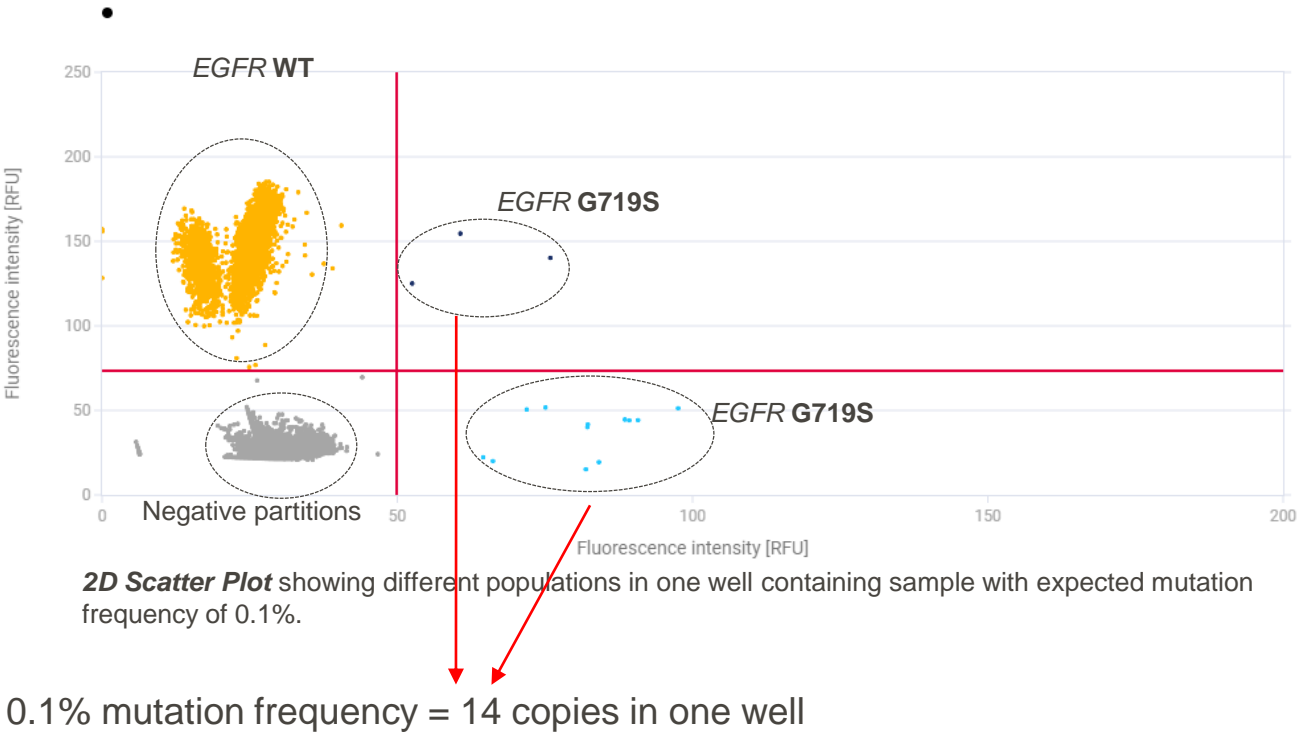 •
EGFR WT
250
200
EGFR G719S
150
100
50
EGFR G719S
0
Fluorescence intensity [RFU]
Negative partitions
0 50 100 150 200
Fluorescence intensity [RFU]
2D Scatter Plot showing different populations in one well containing sample with expected mutation
frequency of 0.1%.
0.1% mutation frequency = 14 copies in one well